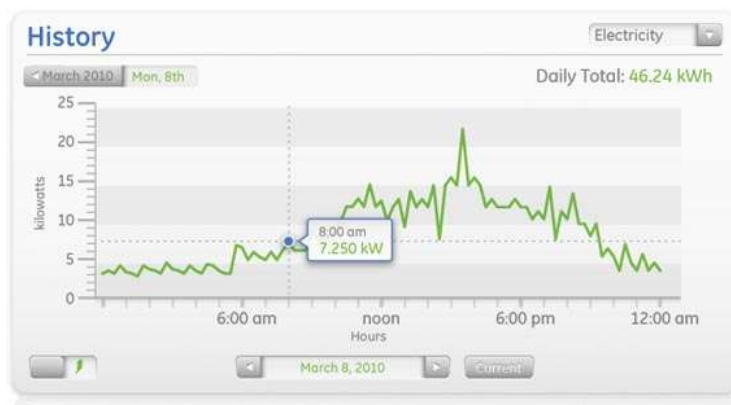 History
Electricity
March 2010 Mon, 8th
Daily Total: 46.24 kWh
25
20
15
10
5
0
kilowatts
8:00 am
7.250 kW
6:00 am noon 6:00 pm 12:00 am
Hours
March 8, 2010
Current